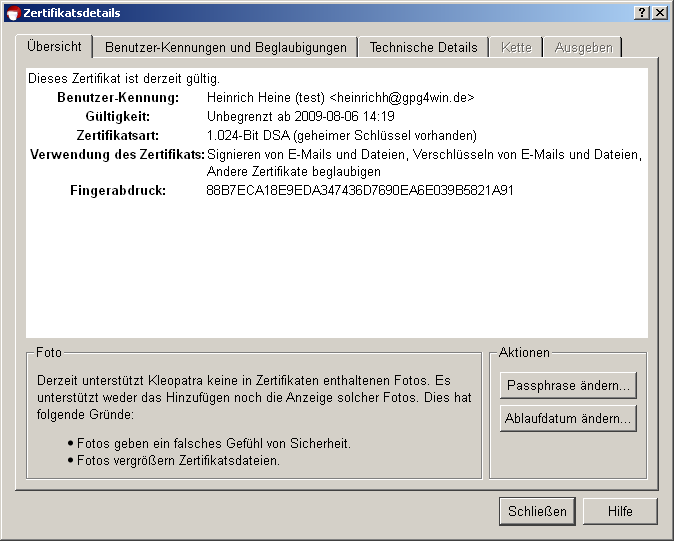 Zertifikatsdetails
Übersicht Benutzer-Kennungen und Beglaubigungen Technische Details Kette Ausgeben
Dieses Zertifikat ist derzeit gültig.
Benutzer-Kennung: Heinrich Heine (test) <heinrichh@gpg4win.de>
Gültigkeit: Unbegrenzt ab 2009-08-06 14:19
Zertifikatsart: 1.024-Bit DSA (geheimer Schlüssel vorhanden)
Verwendung des Zertifikats: Signieren von E-Mails und Dateien, Verschlüsseln von E-Mails und Dateien,
Andere Zertifikate beglaubigen
Fingerabdruck: 88B7ECA18E9EDA347436D7690EA6E039B5821A91
Foto
Derzeit unterstützt Kleopatra keine in Zertifikaten enthaltenen Fotos. Es
unterstützt weder das Hinzufügen noch die Anzeige solcher Fotos. Dies hat
folgende Gründe:
• Fotos geben ein falsches Gefühl von Sicherheit.
• Fotos vergrößern Zertifikatsdateien.
Aktionen
Passphrase ändern...
Ablaufdatum ändern...
Schließen Hilfe